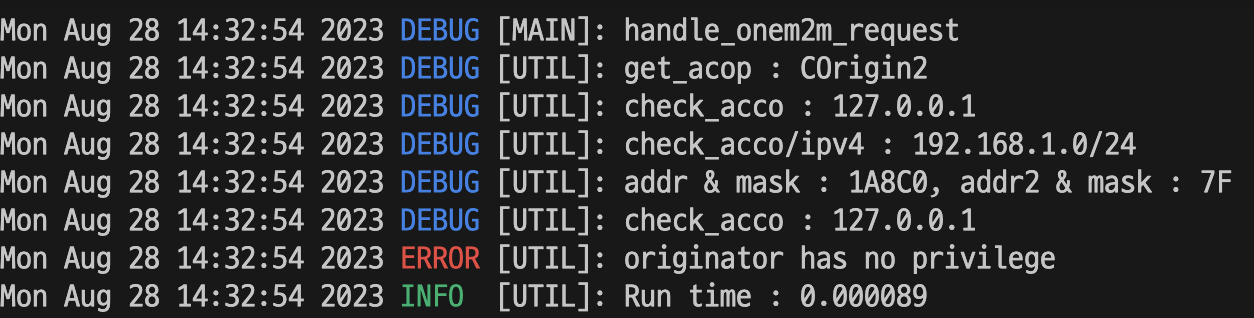 Mon Aug 28 14:32:54 2023 DEBUG [MAIN]: handle_onem2m_request
Mon Aug 28 14:32:54 2023 DEBUG [UTIL]: get_acop : COrigin2
Mon Aug 28 14:32:54 2023 DEBUG [UTIL]: check_acco : 127.0.0.1
Mon Aug 28 14:32:54 2023 DEBUG [UTIL]: check_acco/ipv4 : 192.168.1.0/24
Mon Aug 28 14:32:54 2023 DEBUG [UTIL]: addr & mask : 1A8C0, addr2 & mask : 7F
Mon Aug 28 14:32:54 2023 DEBUG [UTIL]: check_acco : 127.0.0.1
Mon Aug 28 14:32:54 2023 ERROR [UTIL]: originator has no privilege
Mon Aug 28 14:32:54 2023 INFO  [UTIL]: Run time : 0.000089